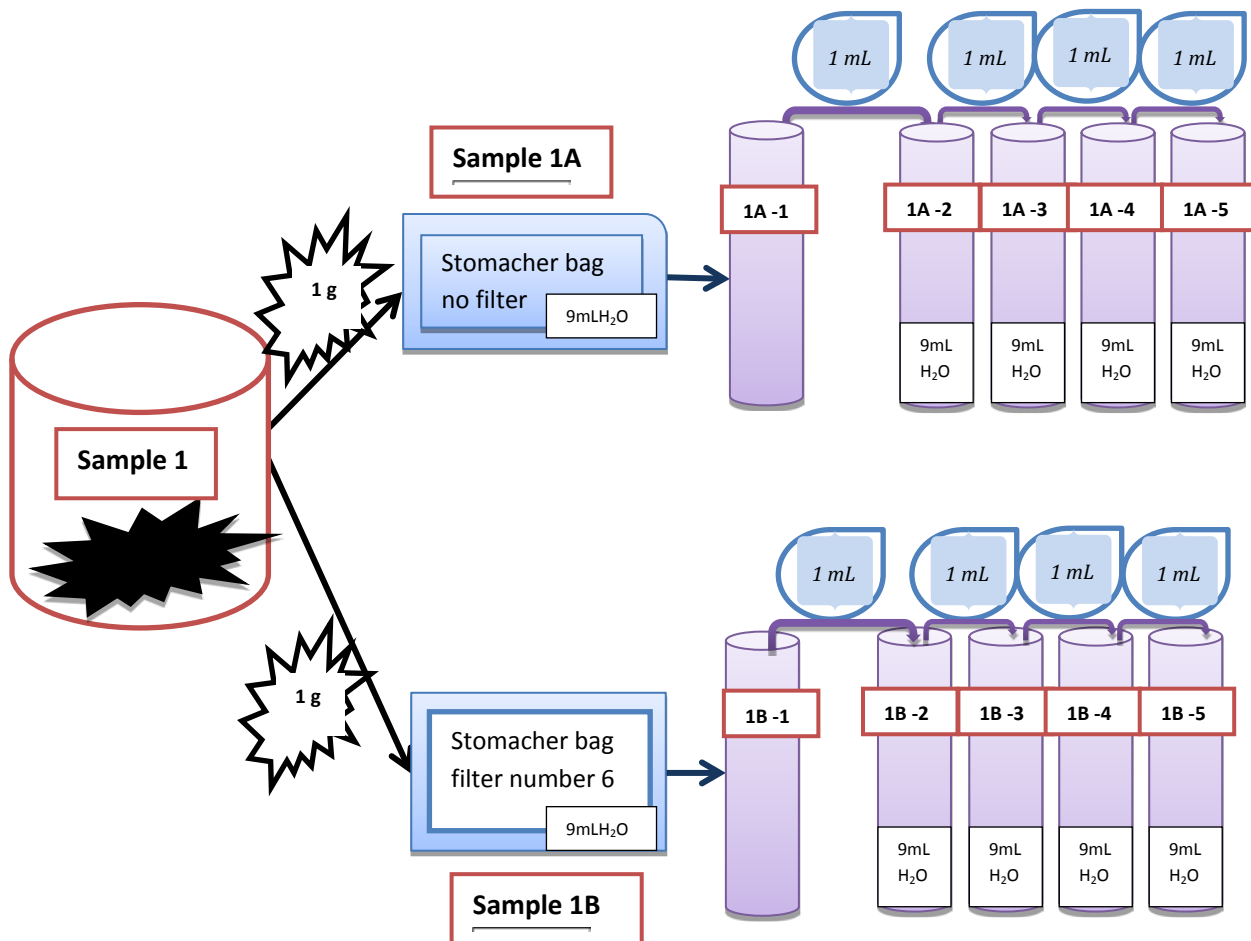 1 mL
1 mL
1 mL
1 mL
Sample 1A
1A -1
1A -2
1A -3
1A -4
1A -5
1 g
Stomacher bag
no filter
9mLH₂O
9mL
H₂O
9mL
H₂O
9mL
H₂O
9mL
H₂O
Sample 1
1 mL
1 mL
1 mL
1 mL
1 g
1B -1
1B -2
1B -3
1B -4
1B -5
Stomacher bag
filter number 6
9mLH₂O
9mL
H₂O
9mL
H₂O
9mL
H₂O
9mL
H₂O
Sample 1B